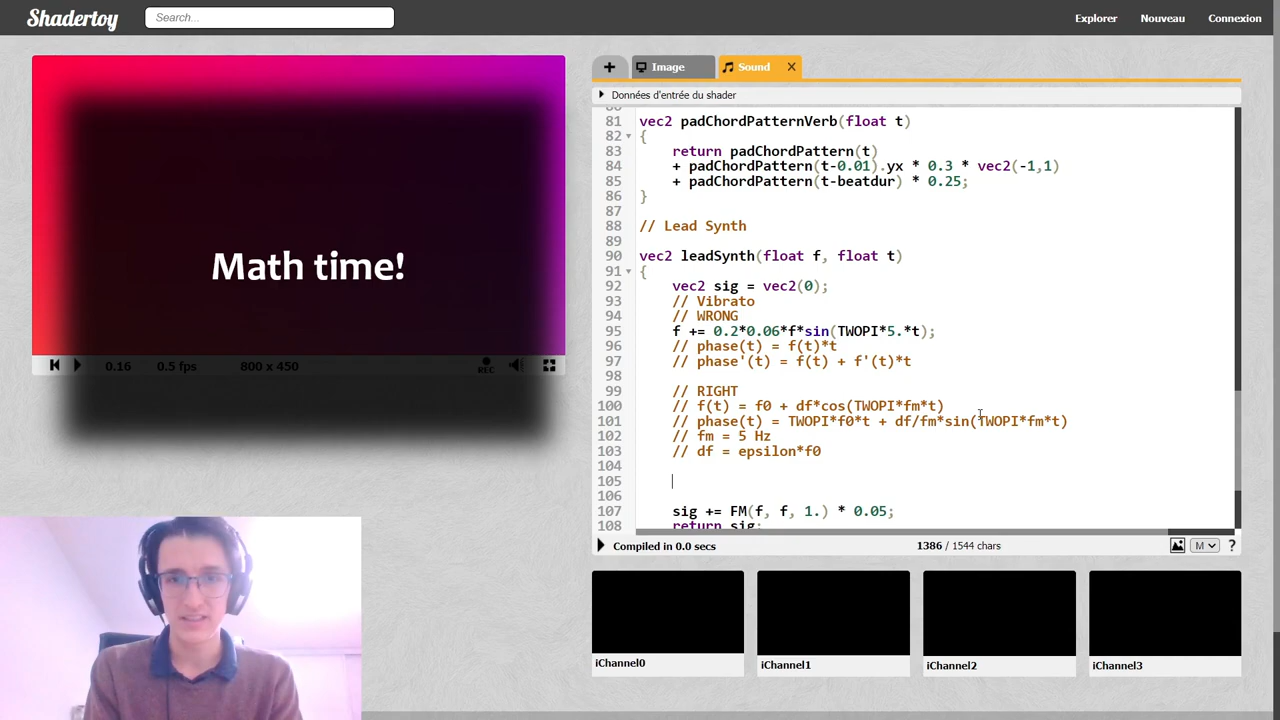 Shadertoy
Search...
Explorer
Nouveau
Connexion
Math time!
0.16
0.5 fps
800 x 450
REC
+
Image
Sound
X
Données d'entrée du shader
81 vec2 padChordPatternVerb(float t)
82 {
83 return padChordPattern(t)
84 + padChordPattern(t-0.01).yx * 0.3 * vec2(-1,1)
85 + padChordPattern(t-beatdur) * 0.25;
86 }
87
88 // Lead Synth
89
90 vec2 leadSynth(float f, float t)
91 {
92 vec2 sig = vec2(0);
93 // Vibrato
94 // WRONG
95 f += 0.2*0.06*f*sin(TWOPI*5.*t);
96 // phase(t) = f(t)*t
97 // phase'(t) = f(t) + f'(t)*t
98
99 // RIGHT
100 // f(t) = f0 + df*cos(TWOPI*fm*t)
101 // phase(t) = TWOPI*f0*t + df/fm*sin(TWOPI*fm*t)
102 // fm = 5 Hz
103 // df = epsilon*f0
104
105
106
107 sig += FM(f, f, 1.) * 0.05;
108 return sig;
Compiled in 0.0 secs
1386 / 1544 chars
M
?
iChannel0
iChannel1
iChannel2
iChannel3